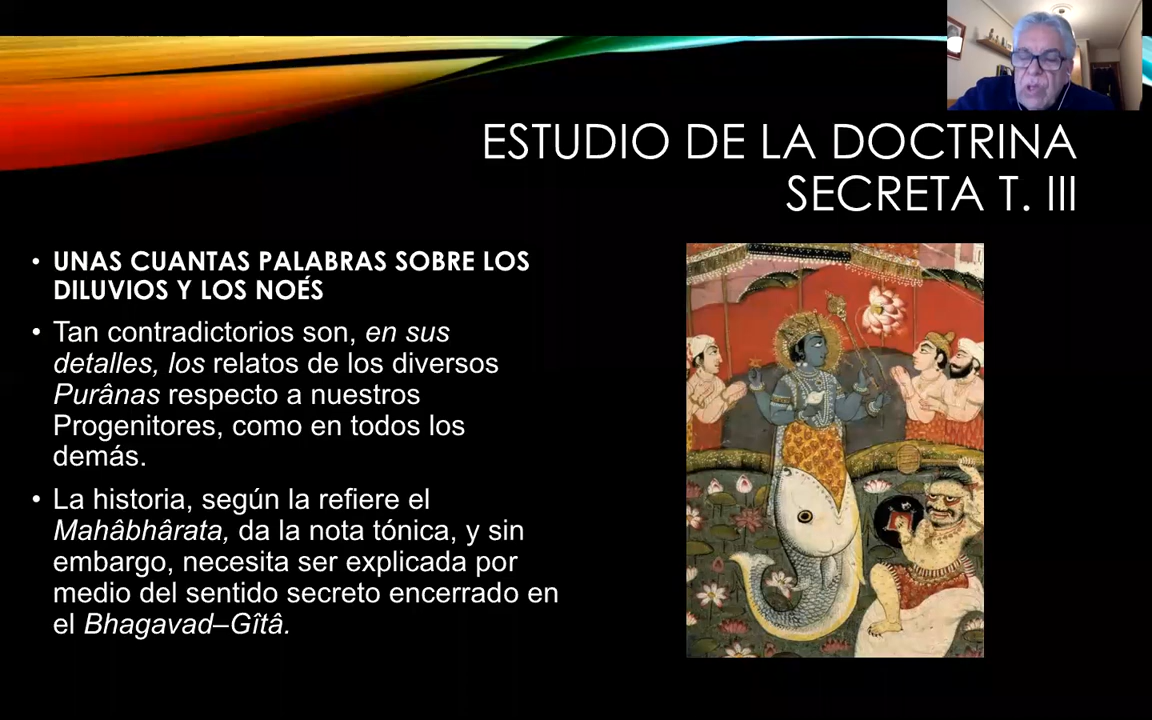 ESTUDIO DE LA DOCTRINA
SECRETA T. III
• UNAS CUANTAS PALABRAS SOBRE LOS
DILUVIOS Y LOS NOÉS
• Tan contradictorios son, en sus
detalles, los relatos de los diversos
Purânas respecto a nuestros
Progenitores, como en todos los
demás.
• La historia, según la refiere el
Mahâbhârata, da la nota tónica, y sin
embargo, necesita ser explicada por
medio del sentido secreto encerrado en
el Bhagavad–Gîtâ.